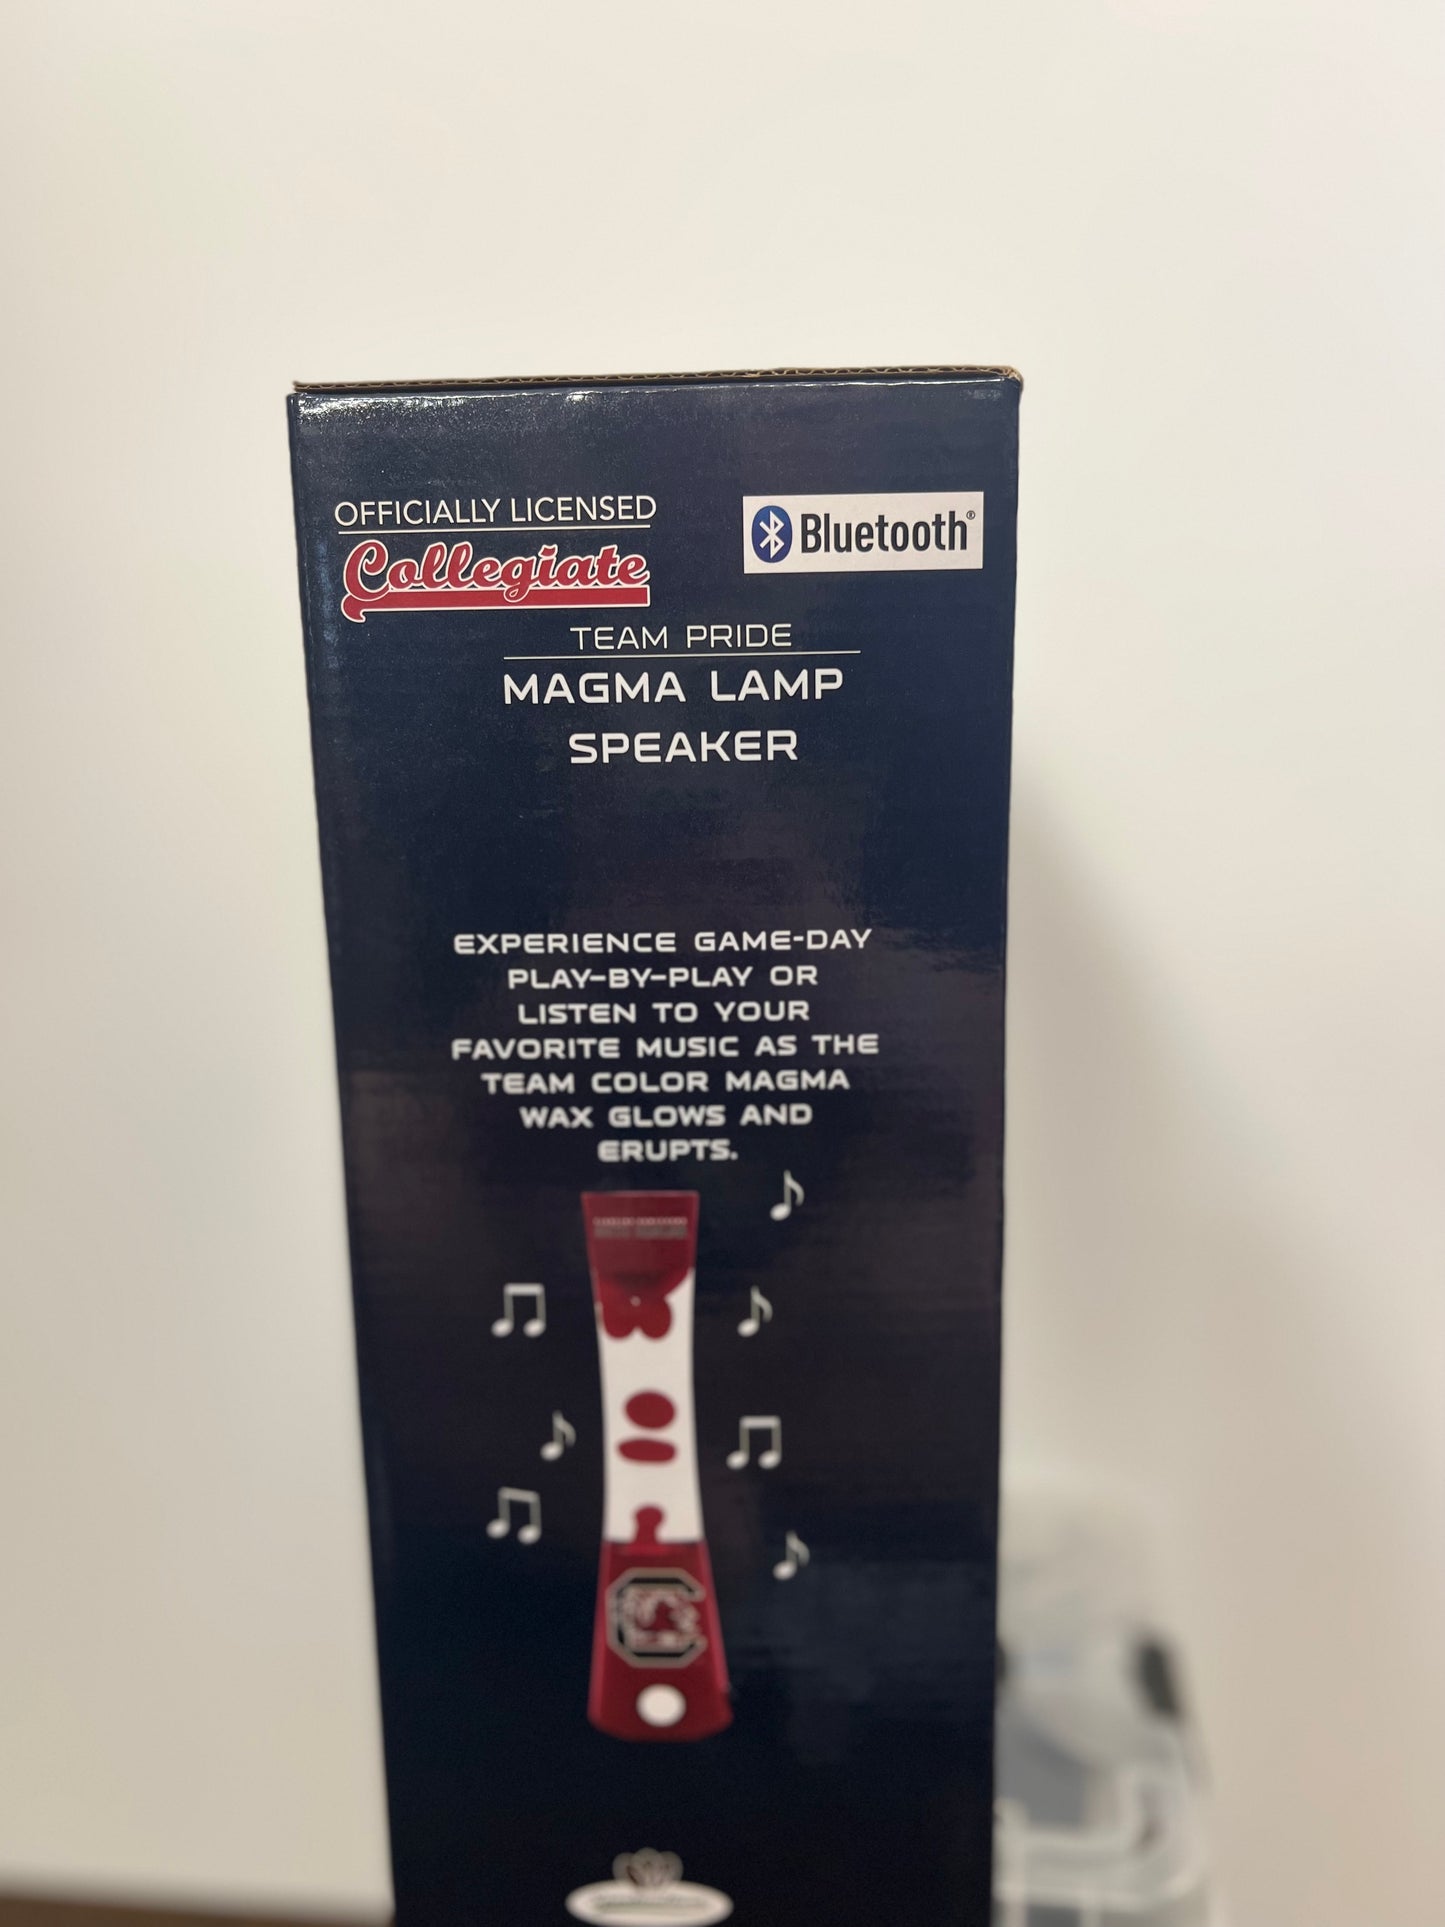 OFFICIALLY LICENSED
Collegiate
Bluetooth®
TEAM PRIDE
MAGMA LAMP
SPEAKER
EXPERIENCE GAME-DAY
PLAY-BY-PLAY OR
LISTEN TO YOUR
FAVORITE MUSIC AS THE
TEAM COLOR MAGMA
WAX GLOWS AND
ERUPTS.